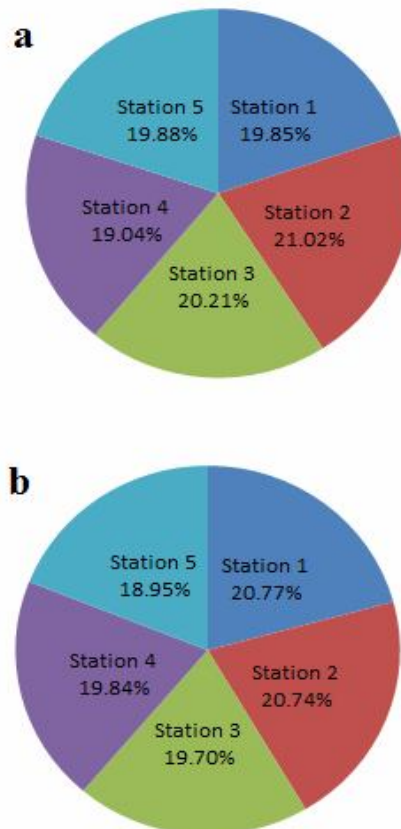 a
Station 5
19.88%
Station 1
19.85%
Station 4
19.04%
Station 2
21.02%
Station 3
20.21%
b
Station 5
18.95%
Station 1
20.77%
Station 4
19.84%
Station 2
20.74%
Station 3
19.70%